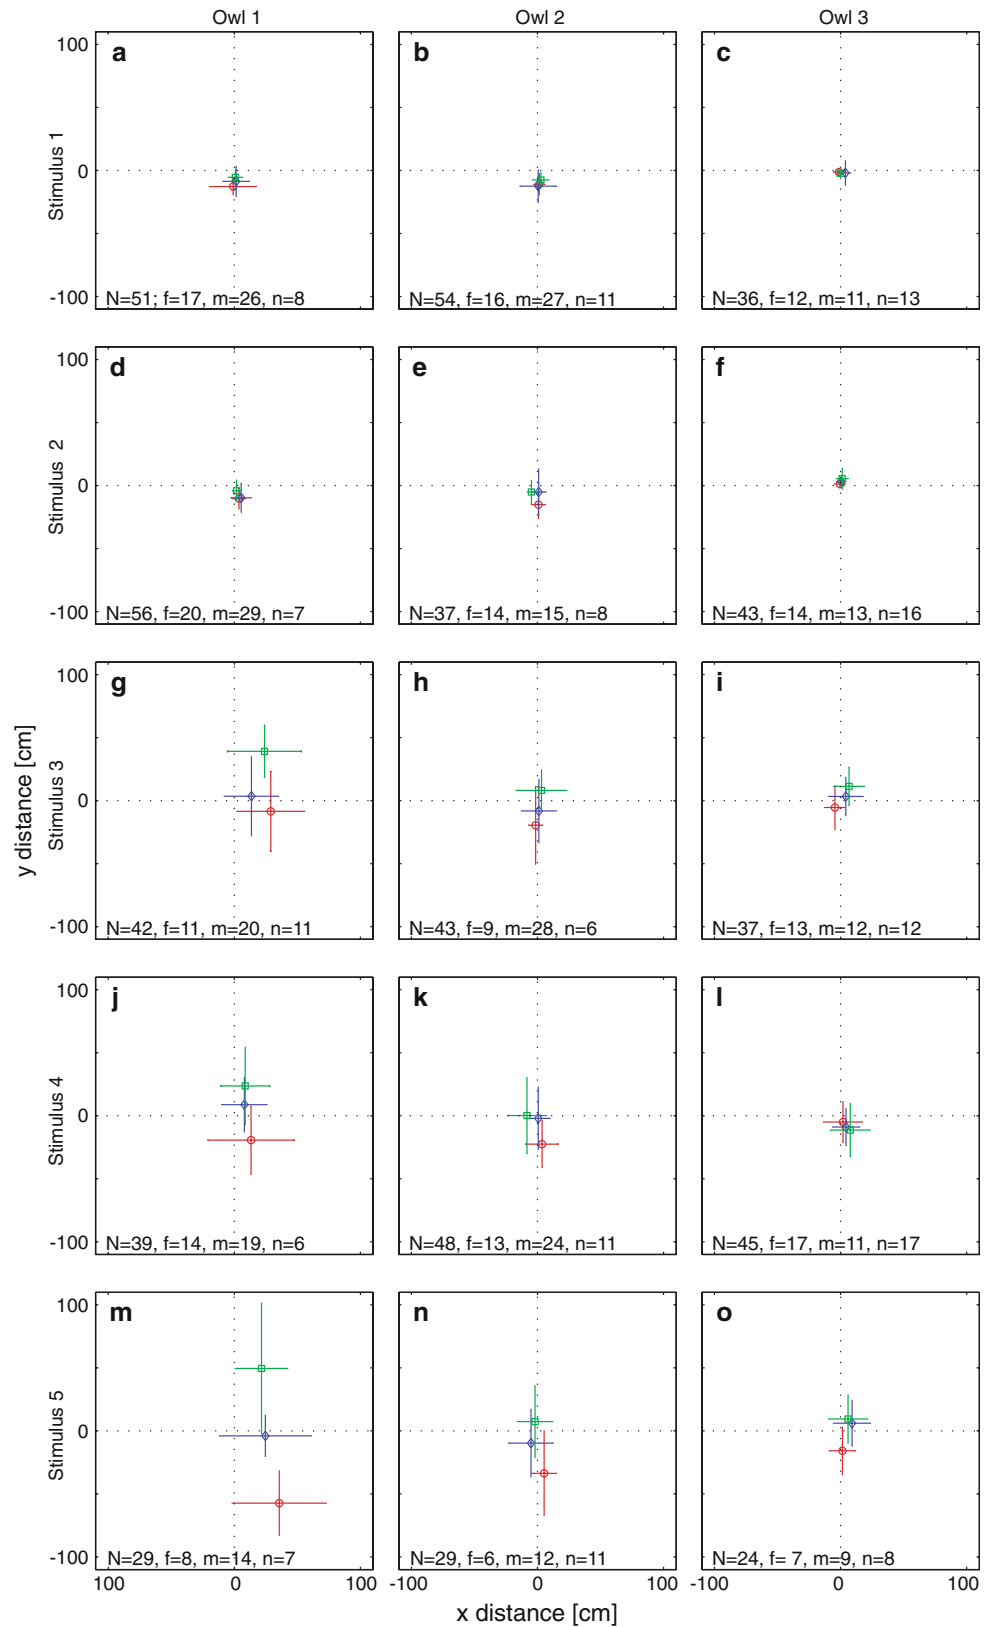 Owl 1 Owl 2 Owl 3
100 a b c
0
-100
Stimulus 1
N=51; f=17, m=26, n=8 N=54, f=16, m=27, n=11 N=36, f=12, m=11, n=13
100 d e f
0
-100
Stimulus 2
N=56, f=20, m=29, n=7 N=37, f=14, m=15, n=8 N=43, f=14, m=13, n=16
100 g h i
0
-100
y distance [cm]
Stimulus 3
N=42, f=11, m=20, n=11 N=43, f=9, m=28, n=6 N=37, f=13, m=12, n=12
100 j k l
0
-100
Stimulus 4
N=39, f=14, m=19, n=6 N=48, f=13, m=24, n=11 N=45, f=17, m=11, n=17
100 m n o
0
-100
Stimulus 5
N=29, f=8, m=14, n=7 N=29, f=6, m=12, n=11 N=24, f= 7, m=9, n=8
100 0 100 -100 0 100 -100 0 100
x distance [cm]